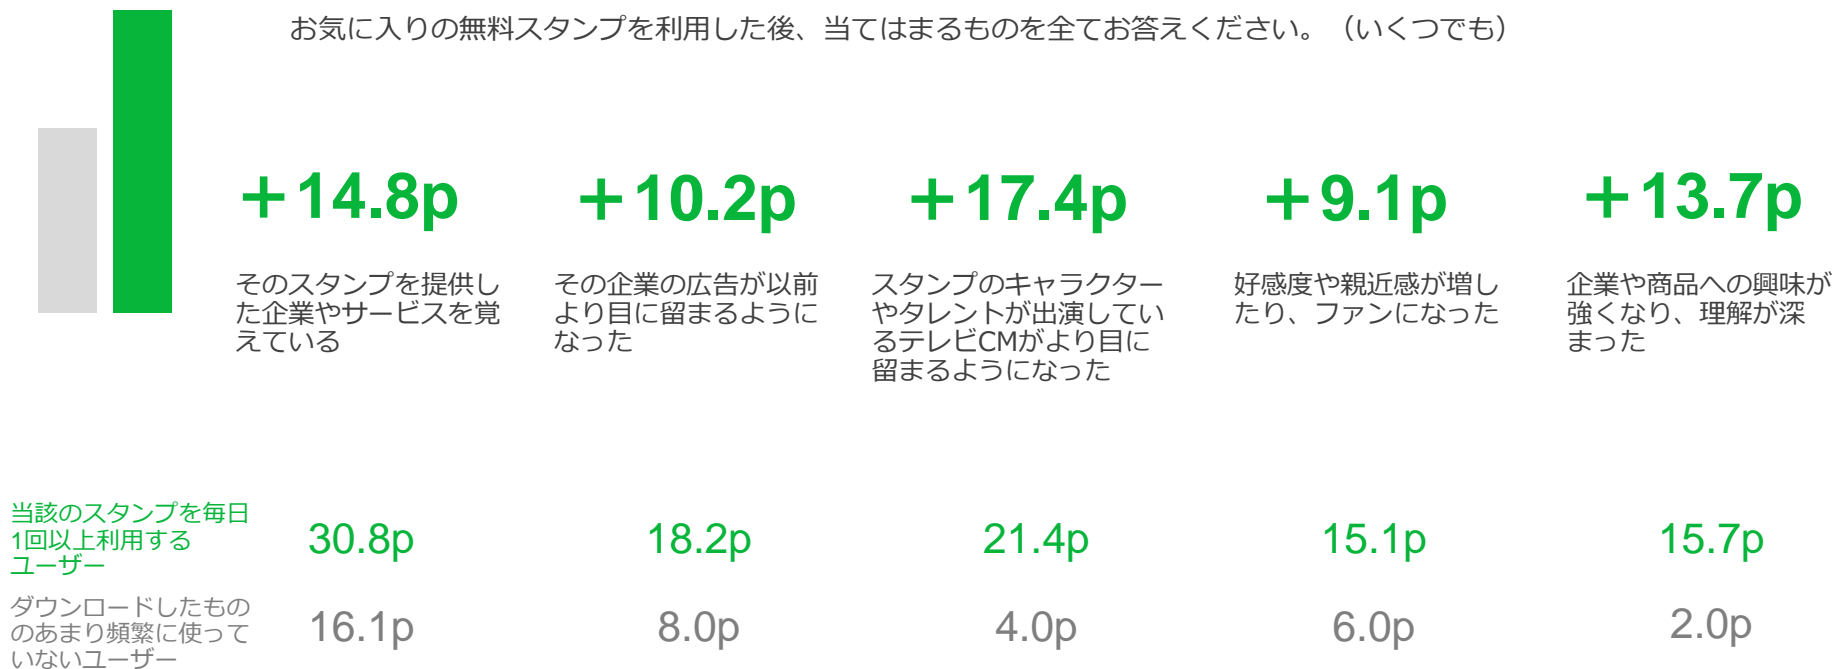 お気に入りの無料スタンプを利用した後、当てはまるものを全てお答えください。（いくつでも）
＋14.8p
＋10.2p
＋17.4p
＋9.1p
＋13.7p
そのスタンプを提供し
た企業やサービスを覚
えている
その企業の広告が以前
より目に留まるように
なった
スタンプのキャラクター
やタレントが出演してい
るテレビCMがより目に
留まるようになった
好感度や親近感が増し
たり、ファンになった
企業や商品への興味が
強くなり、理解が深
まった
当該のスタンプを毎日
1回以上利用する
ユーザー
30.8p
18.2p
21.4p
15.1p
15.7p
ダウンロードしたもの
のあまり頻繁に使って
いないユーザー
16.1p
8.0p
4.0p
6.0p
2.0p